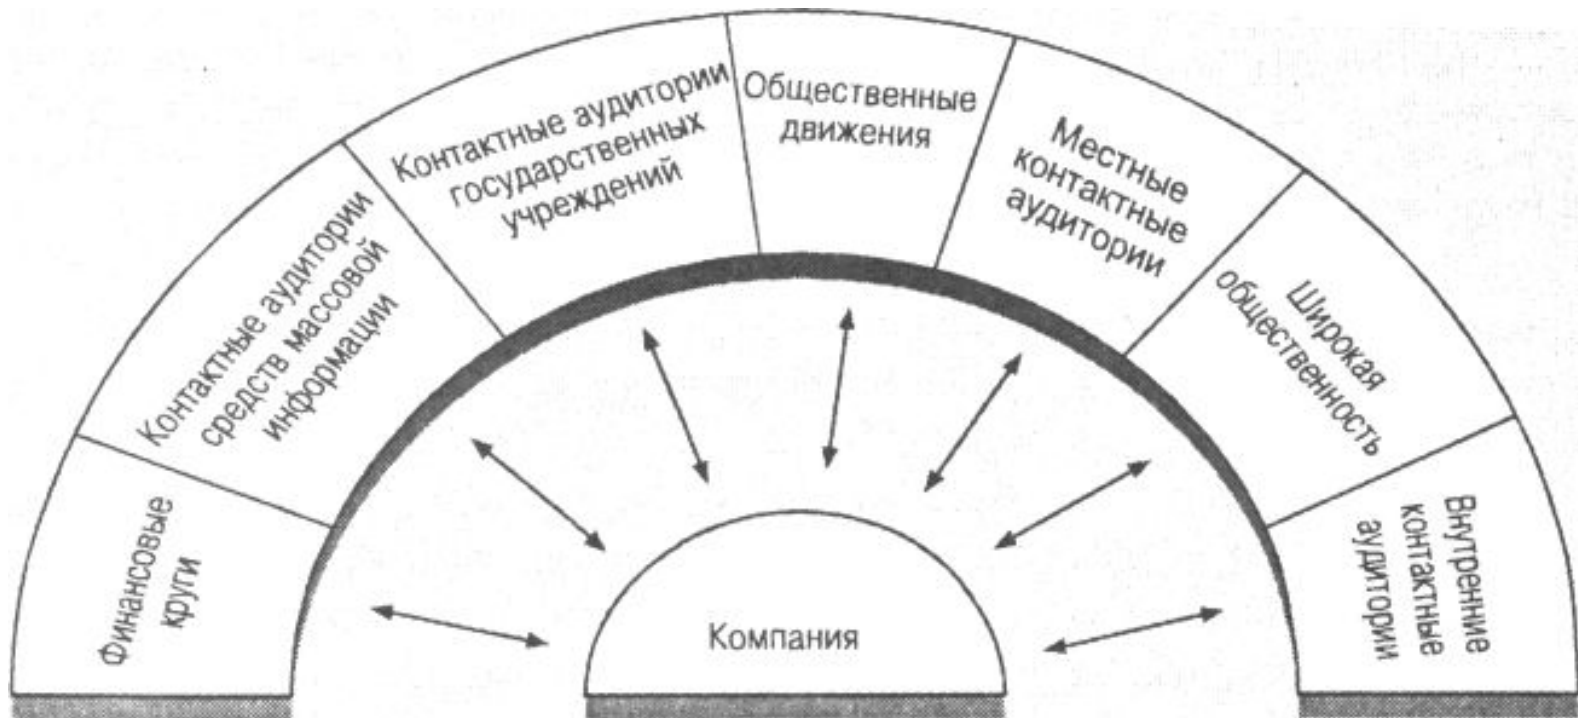 Финансовые
круги
Контактные аудитории
средств массовой
информации
Контактные аудитории
государственных
учреждений
Общественные
движения
Местные
контактные
аудитории
Широкая
общественность
Внутренние
контактные
аудитории
Компания